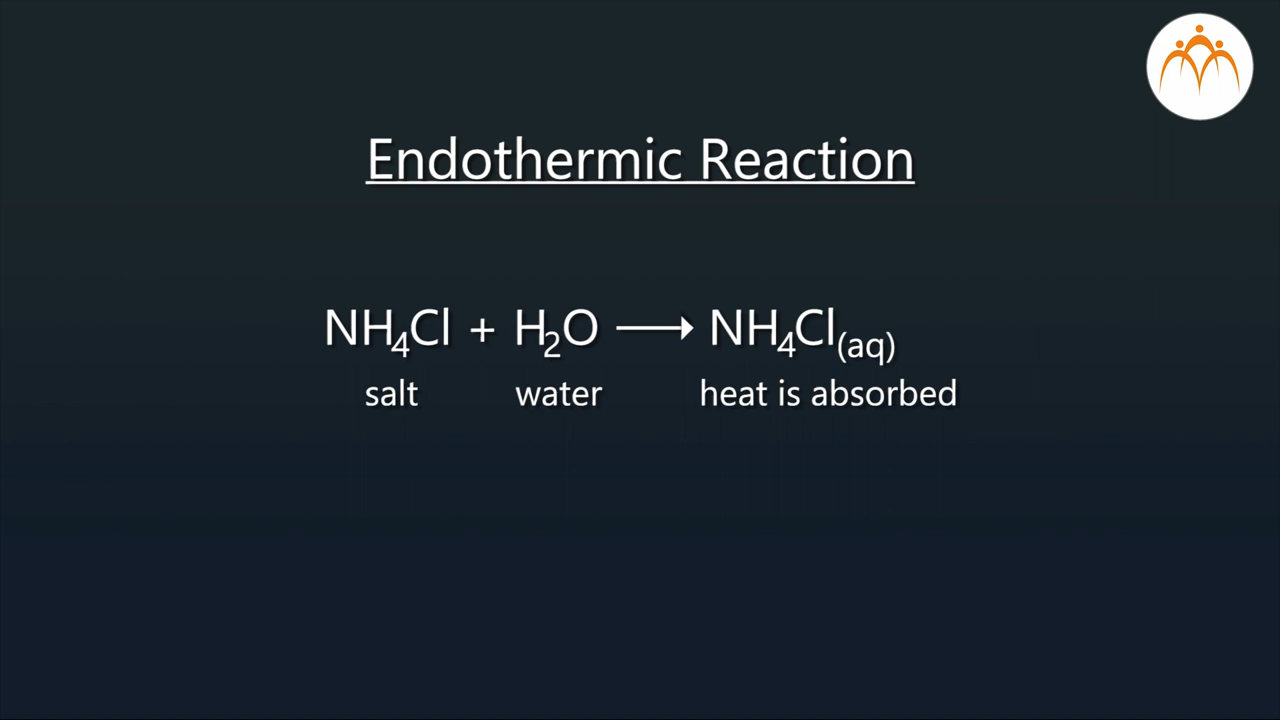 Endothermic Reaction
NH₄Cl + H₂O ⟶ NH₄Cl₍aq₎
salt water heat is absorbed